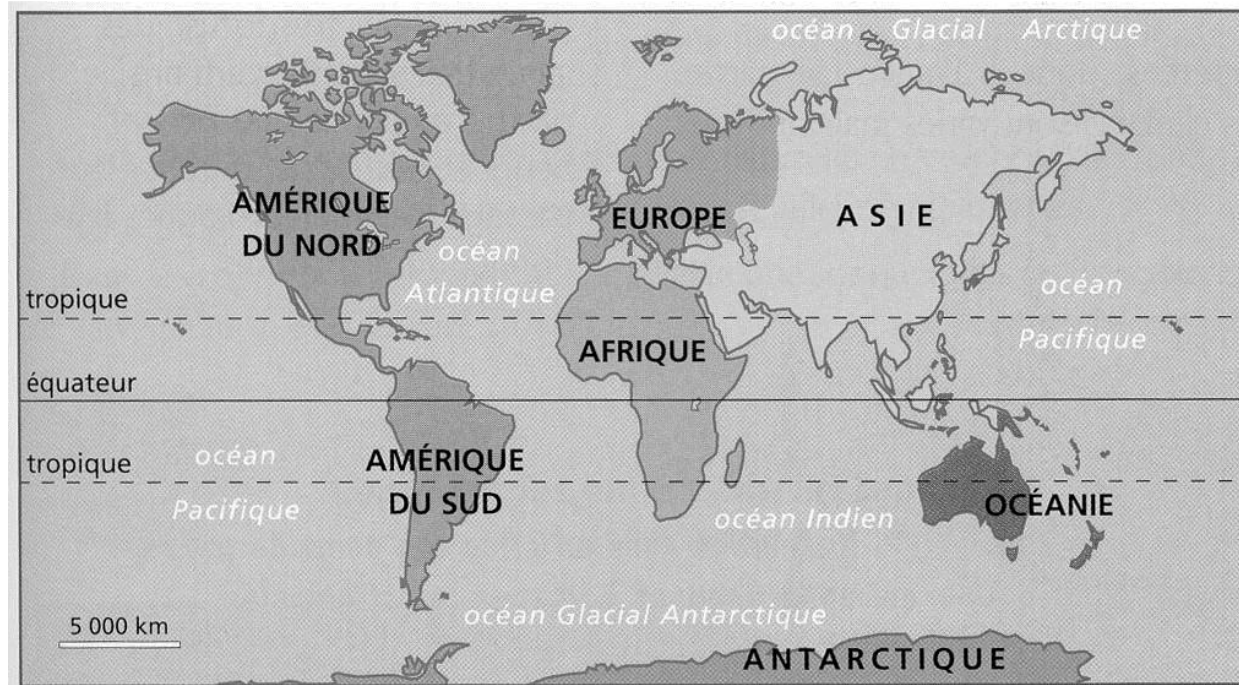 océan Glacial Arctique
AMÉRIQUE
DU NORD
EUROPE
ASIE
océan
Atlantique
océan
Pacifique
tropique
AFRIQUE
équateur
tropique
océan
Pacifique
AMÉRIQUE
DU SUD
océan Indien
OCÉANIE
océan Glacial Antarctique
5 000 km
ANTARCTIQUE